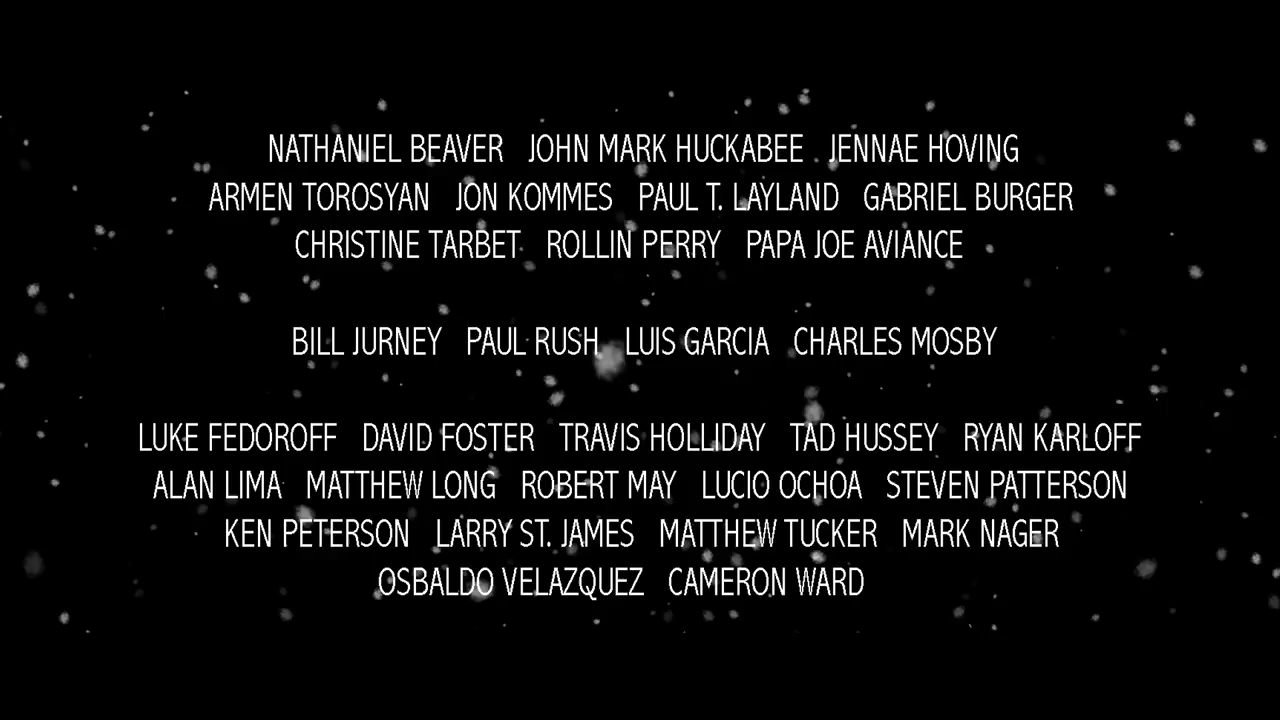 NATHANIEL BEAVER JOHN MARK HUCKABEE JENNAE HOVING
ARMEN TOROSYAN JON KOMMES PAUL T. LAYLAND GABRIEL BURGER
CHRISTINE TARBET ROLLIN PERRY PAPA JOE AVIANCE
BILL JURNEY PAUL RUSH LUIS GARCIA CHARLES MOSBY
LUKE FEDOROFF DAVID FOSTER TRAVIS HOLLIDAY TAD HUSSEY RYAN KARLOFF
ALAN LIMA MATTHEW LONG ROBERT MAY LUCIO OCHOA STEVEN PATTERSON
KEN PETERSON LARRY ST. JAMES MATTHEW TUCKER MARK NAGER
OSBALDO VELAZQUEZ CAMERON WARD